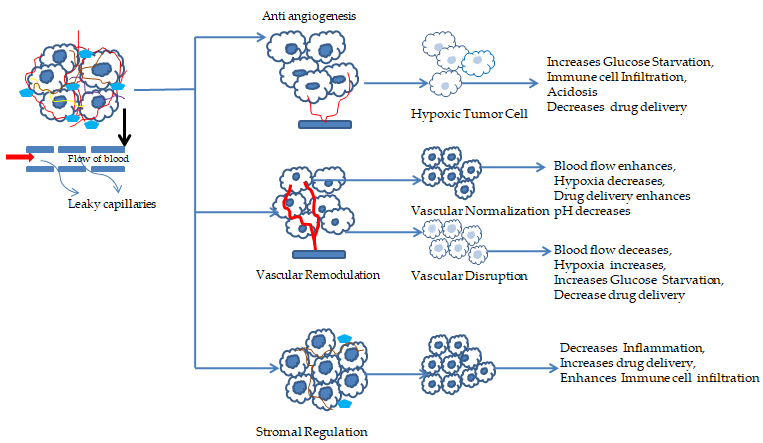 Anti angiogenesis
Increases Glucose Starvation,
Immune cell Infiltration,
Acidosis
Decreases drug delivery
Hypoxic Tumor Cell
Flow of blood
Leaky capillaries
Blood flow enhances,
Hypoxia decreases,
Drug delivery enhances
pH decreases
Vascular Normalization
Vascular Remodulation
Vascular Disruption
Blood flow deceases,
Hypoxia increases,
Increases Glucose Starvation,
Decrease drug delivery
Decreases Inflammation,
Increases drug delivery,
Enhances Immune cell infiltration
Stromal Regulation